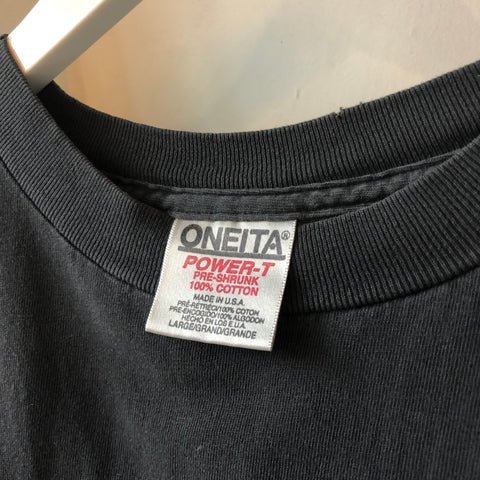 ONEITA®
POWER-T
PRE-SHRUNK
100% COTTON
MADE IN U.S.A.
PRÉ-RÉTRÉCI/100% COTON
PRE-ENCOGIDO/100% ALGODON
HECHO EN LOS E.U.A.
LARGE/GRAND/GRANDE